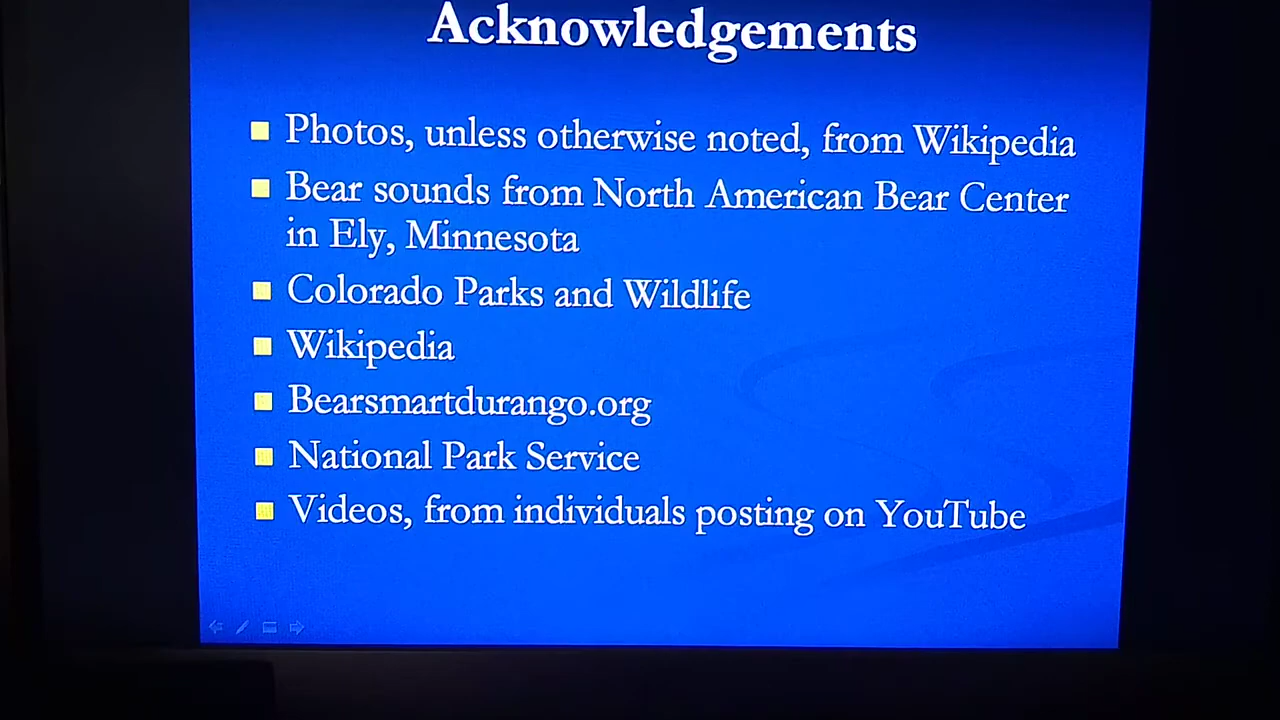 Acknowledgements
Photos, unless otherwise noted, from Wikipedia
Bear sounds from North American Bear Center
in Ely, Minnesota
Colorado Parks and Wildlife
Wikipedia
Bearsmartdurango.org
National Park Service
Videos, from individuals posting on YouTube